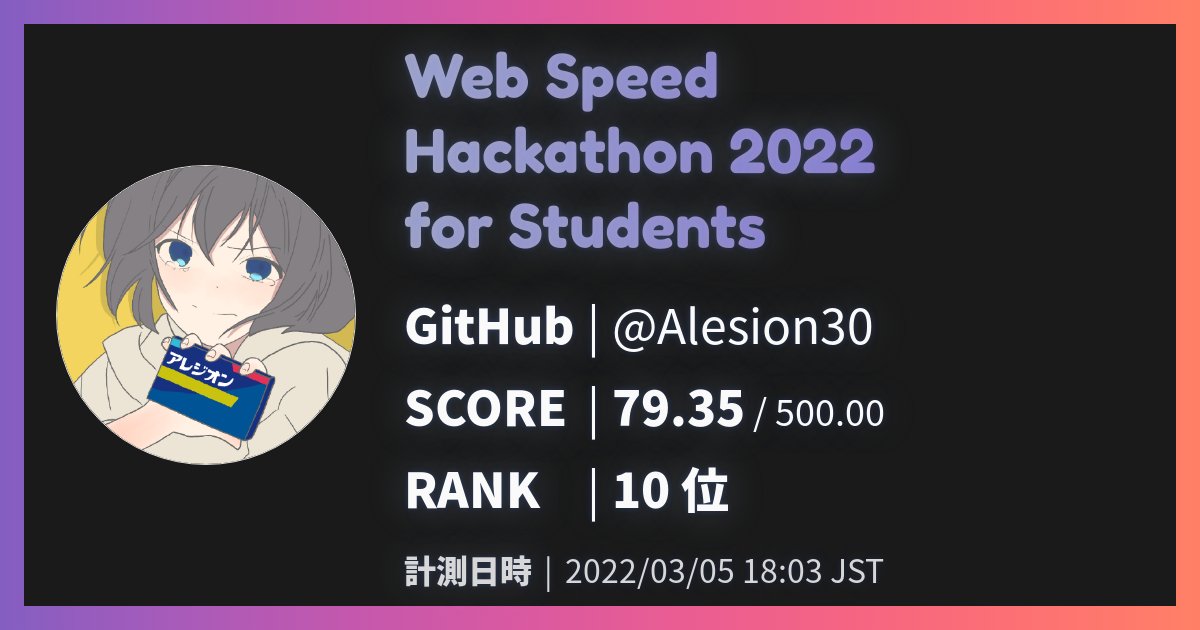 Web Speed
Hackathon 2022
for Students
GitHub | @Alesion30
SCORE | 79.35 / 500.00
RANK | 10 位
計測日時 | 2022/03/05 18:03 JST
アレジオン